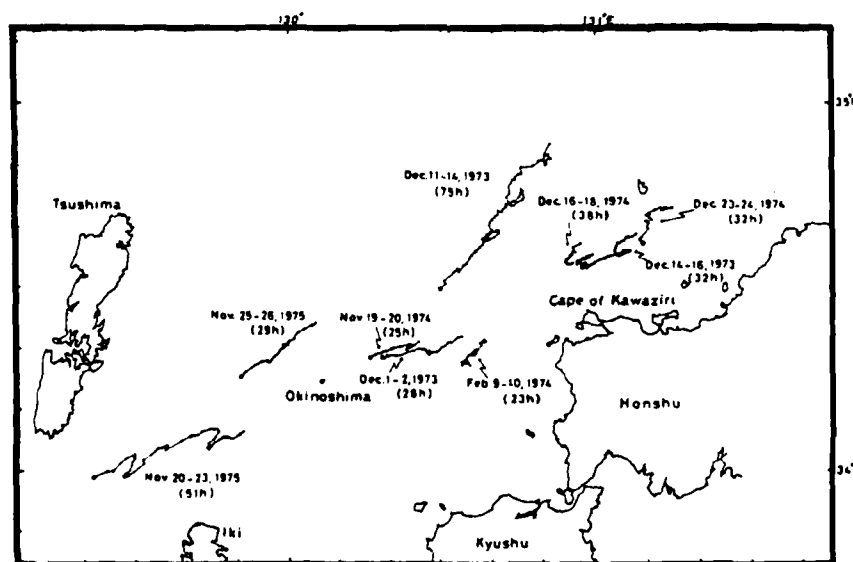 130°
131°E
35°
Dec. 11-14, 1973
(75h)
Tsushima
Dec. 16-18, 1974
(38h)
Dec. 23-24, 1974
(32h)
Dec. 14-16, 1973
(32h)
Cape of Kawaziri
Nov. 25-26, 1975
(29h)
Nov 19-20, 1974
(25h)
Dec. 1-2, 1973
(28h)
Feb 9-10, 1974
(23h)
Okinoshima
Honshu
34°
Nov 20-23, 1975
(51h)
Iki
Kyushu